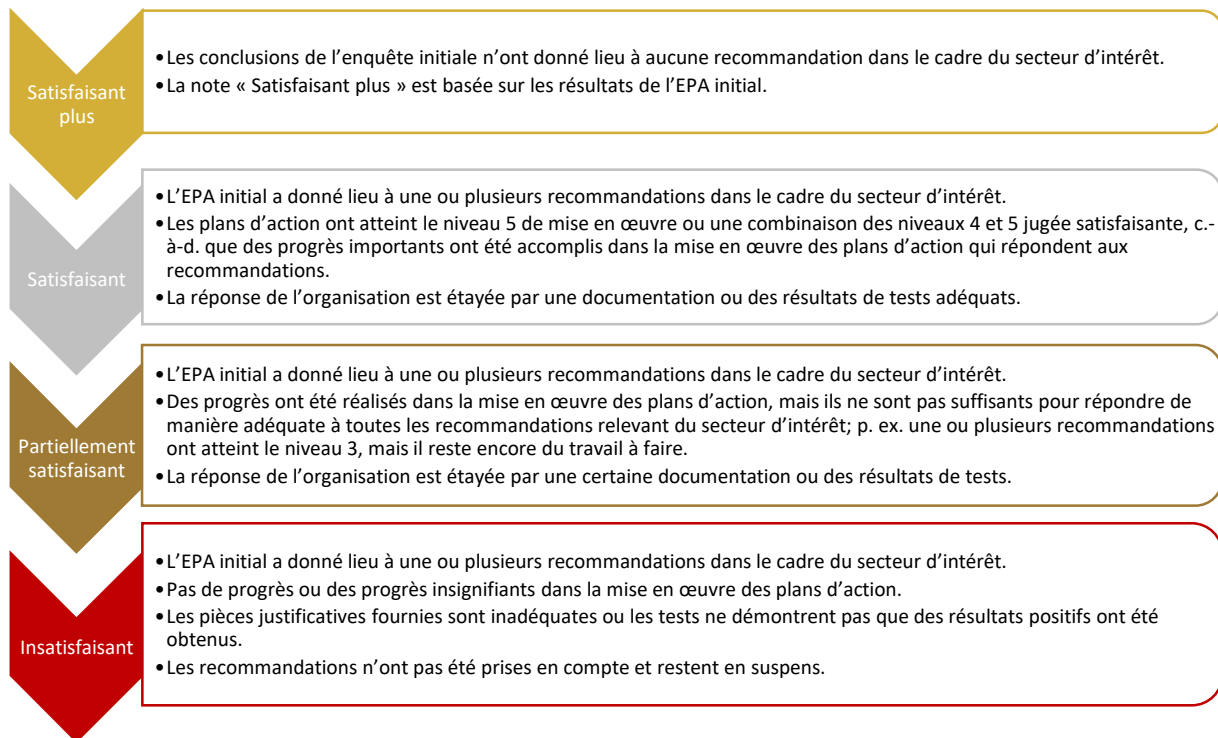 Satisfaisant
plus
•Les conclusions de l’enquête initiale n’ont donné lieu à aucune recommandation dans le cadre du secteur d’intérêt.
•La note « Satisfaisant plus » est basée sur les résultats de l’EPA initial.
Satisfaisant
•L’EPA initial a donné lieu à une ou plusieurs recommandations dans le cadre du secteur d’intérêt.
•Les plans d’action ont atteint le niveau 5 de mise en œuvre ou une combinaison des niveaux 4 et 5 jugée satisfaisante, c.-
à-d. que des progrès importants ont été accomplis dans la mise en œuvre des plans d’action qui répondent aux
recommandations.
•La réponse de l’organisation est étayée par une documentation ou des résultats de tests adéquats.
Partiellement
satisfaisant
•L’EPA initial a donné lieu à une ou plusieurs recommandations dans le cadre du secteur d’intérêt.
•Des progrès ont été réalisés dans la mise en œuvre des plans d’action, mais ils ne sont pas suffisants pour répondre de
manière adéquate à toutes les recommandations relevant du secteur d’intérêt; p. ex. une ou plusieurs recommandations
ont atteint le niveau 3, mais il reste encore du travail à faire.
•La réponse de l’organisation est étayée par une certaine documentation ou des résultats de tests.
Insatisfaisant
•L’EPA initial a donné lieu à une ou plusieurs recommandations dans le cadre du secteur d’intérêt.
•Pas de progrès ou des progrès insignifiants dans la mise en œuvre des plans d’action.
•Les pièces justificatives fournies sont inadéquates ou les tests ne démontrent pas que des résultats positifs ont été
obtenus.
•Les recommandations n’ont pas été prises en compte et restent en suspens.